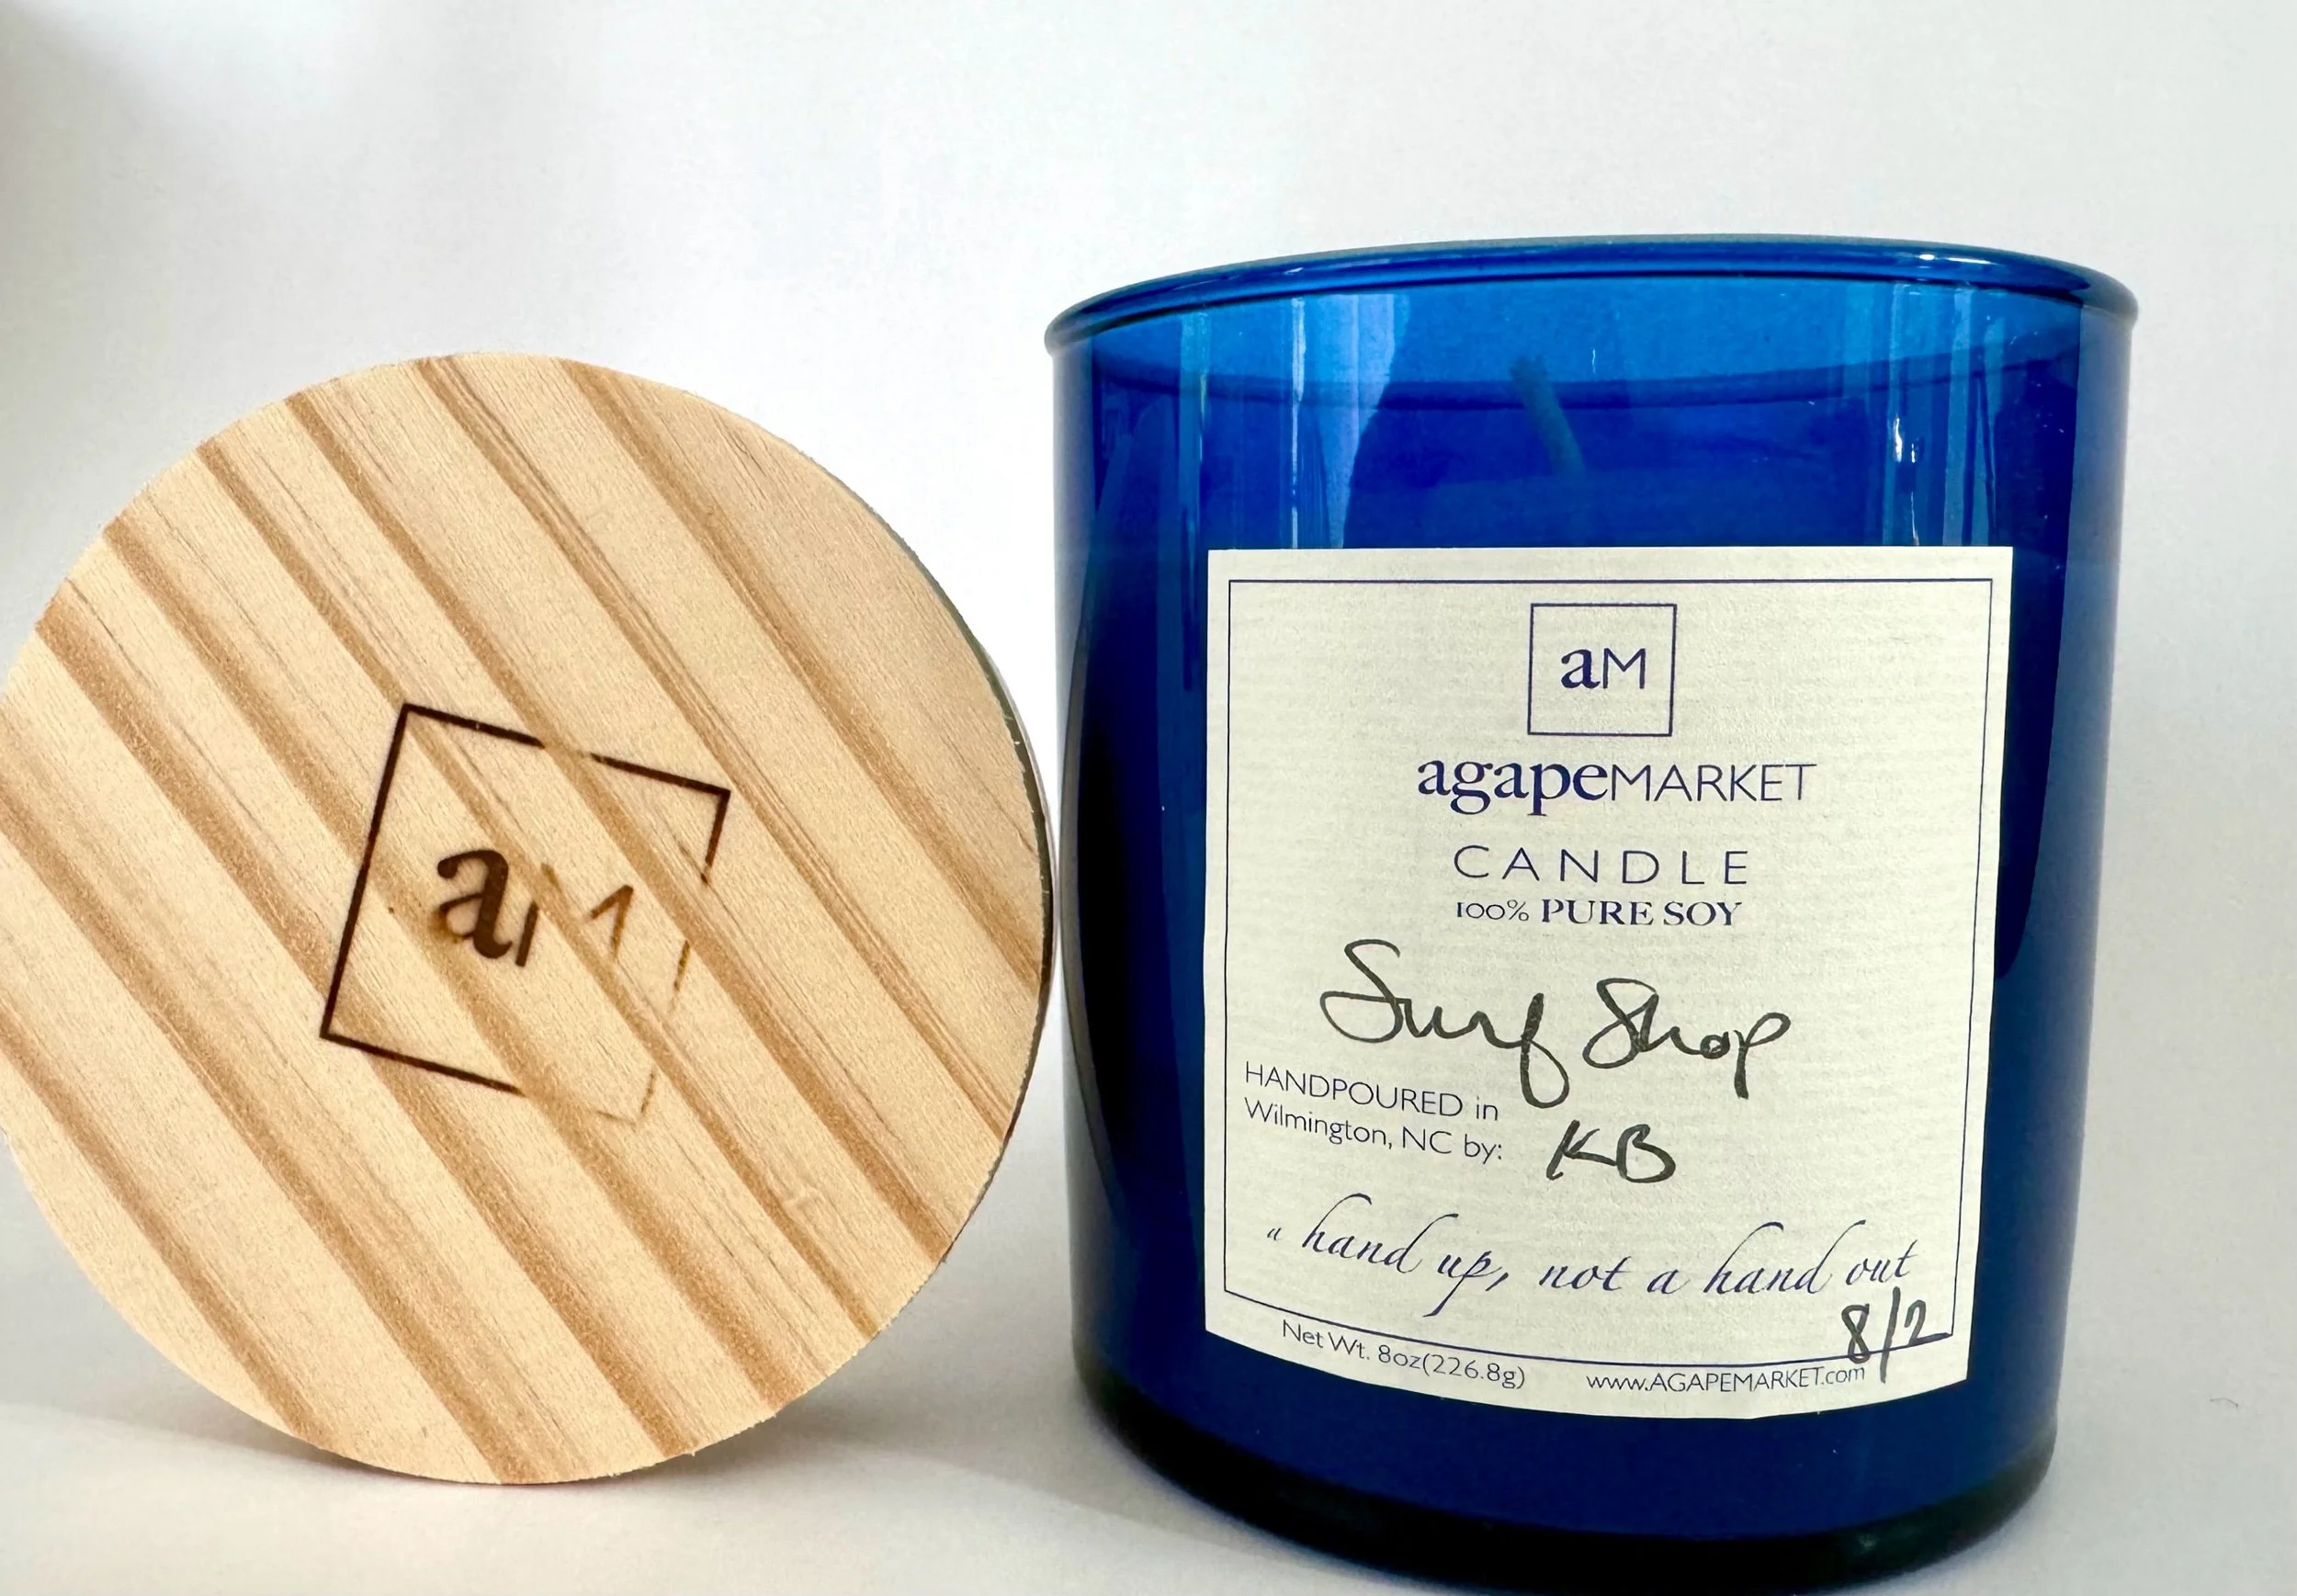 aM
aM
agapeMARKET
CANDLE
100% PURE SOY
Surf Shop
HANDPOURED in
Wilmington, NC by: KB
a hand up, not a hand out
8/2
Net Wt. 8oz(226.8g) www.AGAPEMARKET.com